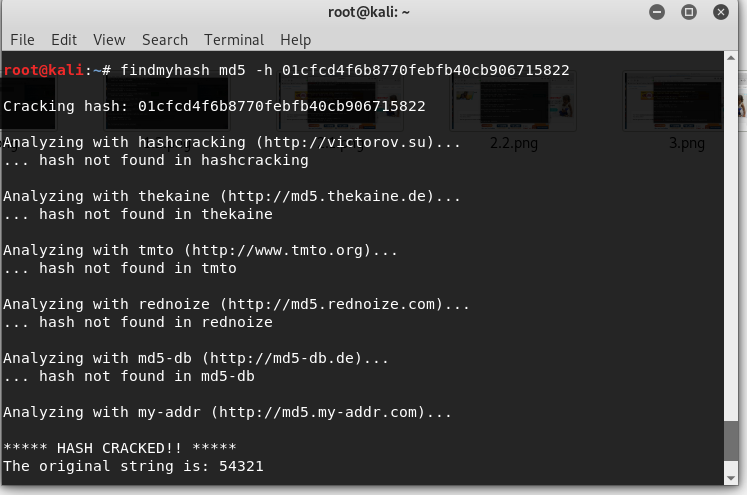 root@kali: ~
File Edit View Search Terminal Help
root@kali:~# findmyhash md5 -h 01cfcd4f6b8770febfb40cb906715822
Cracking hash: 01cfcd4f6b8770febfb40cb906715822
Analyzing with hashcracking (http://victorov.su)...
... hash not found in hashcracking
Analyzing with thekaine (http://md5.thekaine.de)...
... hash not found in thekaine
Analyzing with tmto (http://www.tmto.org)...
... hash not found in tmto
Analyzing with rednoize (http://md5.rednoize.com)...
... hash not found in rednoize
Analyzing with md5-db (http://md5-db.de)...
... hash not found in md5-db
Analyzing with my-addr (http://md5.my-addr.com)...
***** HASH CRACKED!! *****
The original string is: 54321
2.2.png
3.png